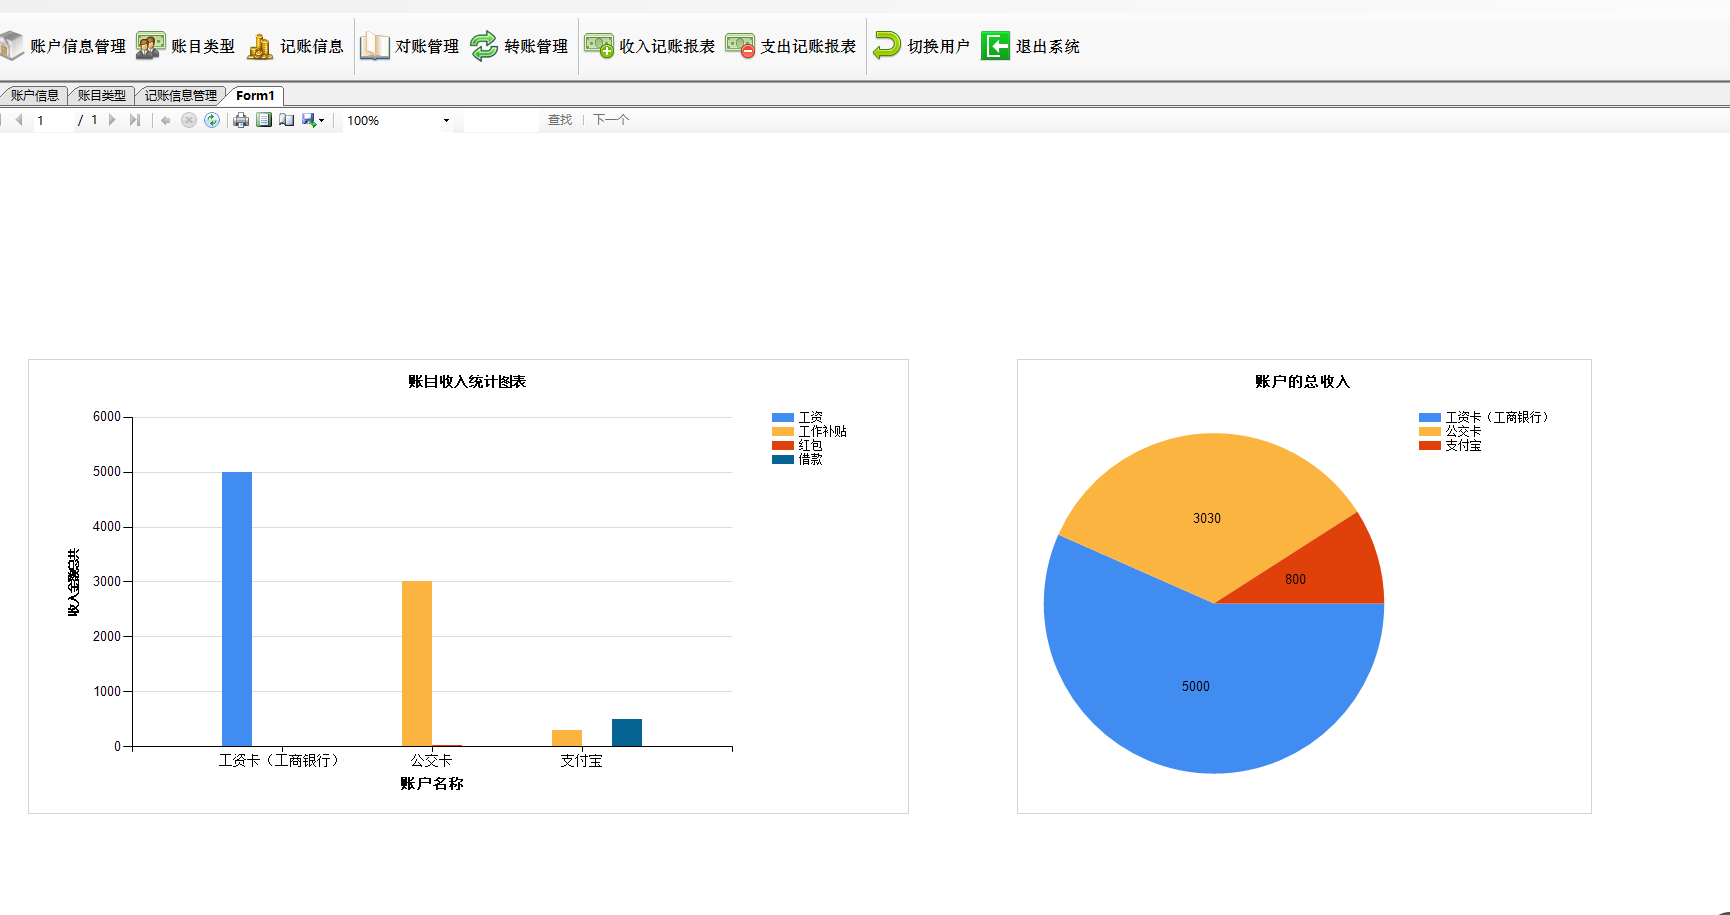 账户信息管理 账目类型 记账信息 对账管理 转账管理 收入记账报表 支出记账报表 切换用户 退出系统
账户信息 账目类型 记账信息管理 Form1
1 / 1 100% 查找 下一个
账目收入统计图表
工资
工作补贴
红包
借款
6000
5000
4000
3000
2000
1000
0
收入金额总共
工资卡（工商银行） 公交卡 支付宝
账户名称
账户的总收入
工资卡（工商银行）
公交卡
支付宝
3030
800
5000